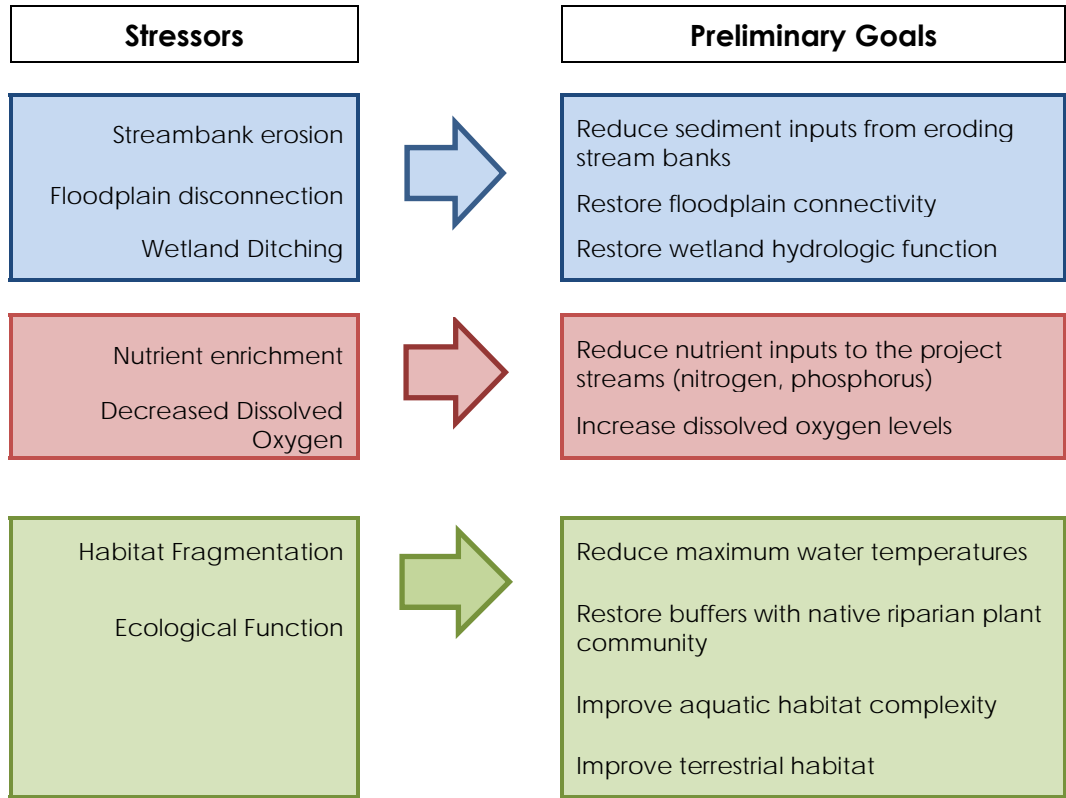 Stressors
Preliminary Goals
Streambank erosion
Floodplain disconnection
Wetland Ditching
Reduce sediment inputs from eroding
stream banks
Restore floodplain connectivity
Restore wetland hydrologic function
Nutrient enrichment
Decreased Dissolved
Oxygen
Reduce nutrient inputs to the project
streams (nitrogen, phosphorus)
Increase dissolved oxygen levels
Habitat Fragmentation
Ecological Function
Reduce maximum water temperatures
Restore buffers with native riparian plant
community
Improve aquatic habitat complexity
Improve terrestrial habitat